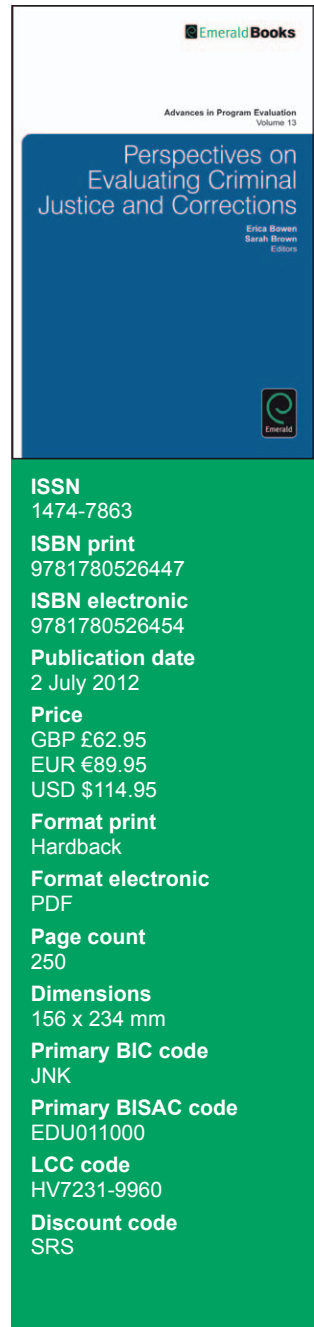 Emerald Books
Advances in Program Evaluation
Volume 13
Perspectives on
Evaluating Criminal
Justice and Corrections
Erica Bowen
Sarah Brown
Editors
Emerald
ISSN
1474-7863
ISBN print
9781780526447
ISBN electronic
9781780526454
Publication date
2 July 2012
Price
GBP £62.95
EUR €89.95
USD $114.95
Format print
Hardback
Format electronic
PDF
Page count
250
Dimensions
156 x 234 mm
Primary BIC code
JNK
Primary BISAC code
EDU011000
LCC code
HV7231-9960
Discount code
SRS